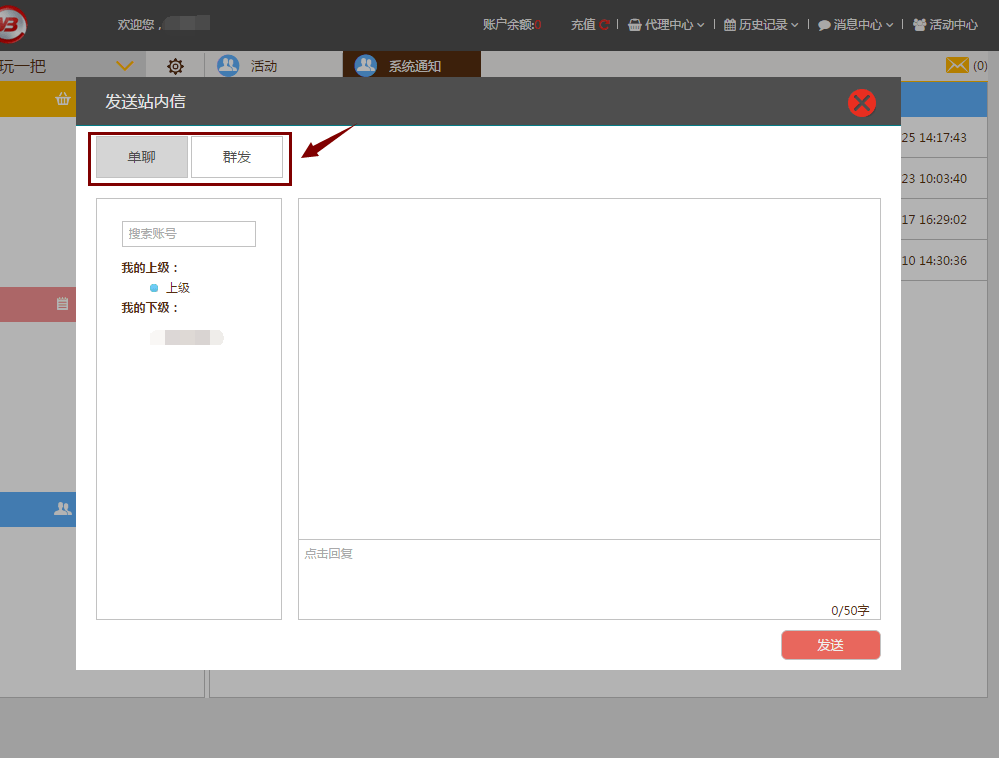 欢迎您，
账户余额:0 充值 代理中心 历史记录 消息中心 活动中心
玩一把 活动 系统通知 (0)
发送站内信
单聊 群发
25 14:17:43
23 10:03:40
17 16:29:02
10 14:30:36
搜索账号
我的上级：
上级
我的下级：
点击回复
0/50字
发送